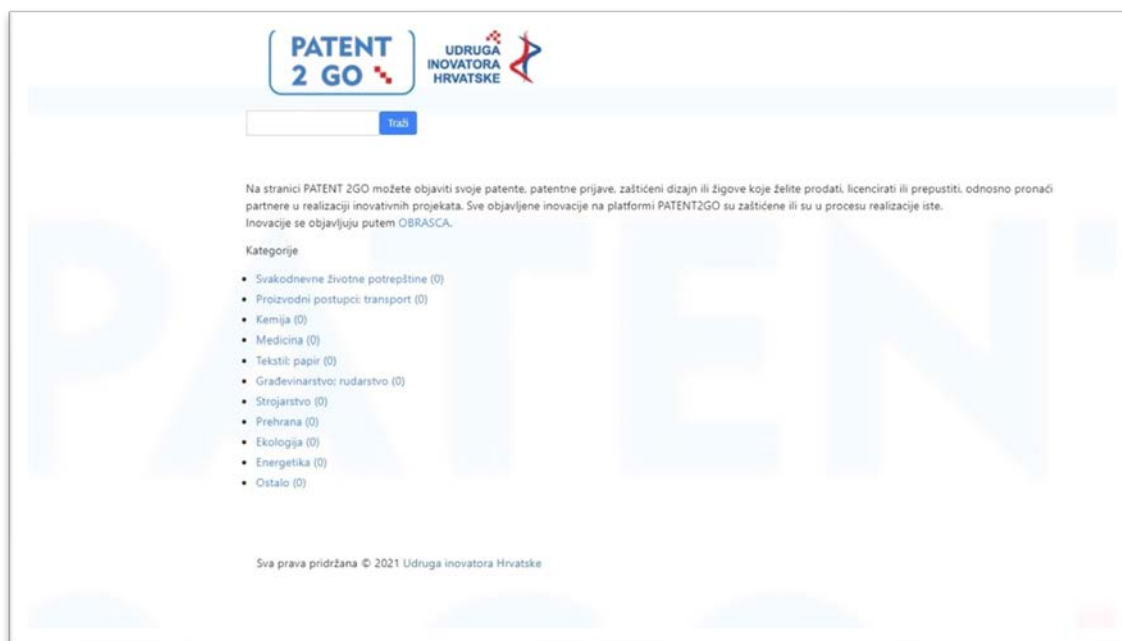 PATENT
2 GO
UDRUGA
INOVATORA
HRVATSKE
Traži
Na stranici PATENT 2GO možete objaviti svoje patente, patentne prijave, zaštićeni dizajn ili žigove koje želite prodati, licencirati ili prepustiti, odnosno pronaći
partnere u realizaciji inovativnih projekata. Sve objavljene inovacije na platformi PATENT2GO su zaštićene ili su u procesu realizacije iste.
Inovacije se objavljuju putem OBRASCA.
Kategorije
Svakodnevne životne potrepštine (0)
Proizvodni postupci; transport (0)
Kemija (0)
Medicina (0)
Tekstil; papir (0)
Građevinarstvo; rudarstvo (0)
Strojarstvo (0)
Prehrana (0)
Ekologija (0)
Energetika (0)
Ostalo (0)
Sva prava pridržana © 2021 Udruga inovatora Hrvatske
PATENT